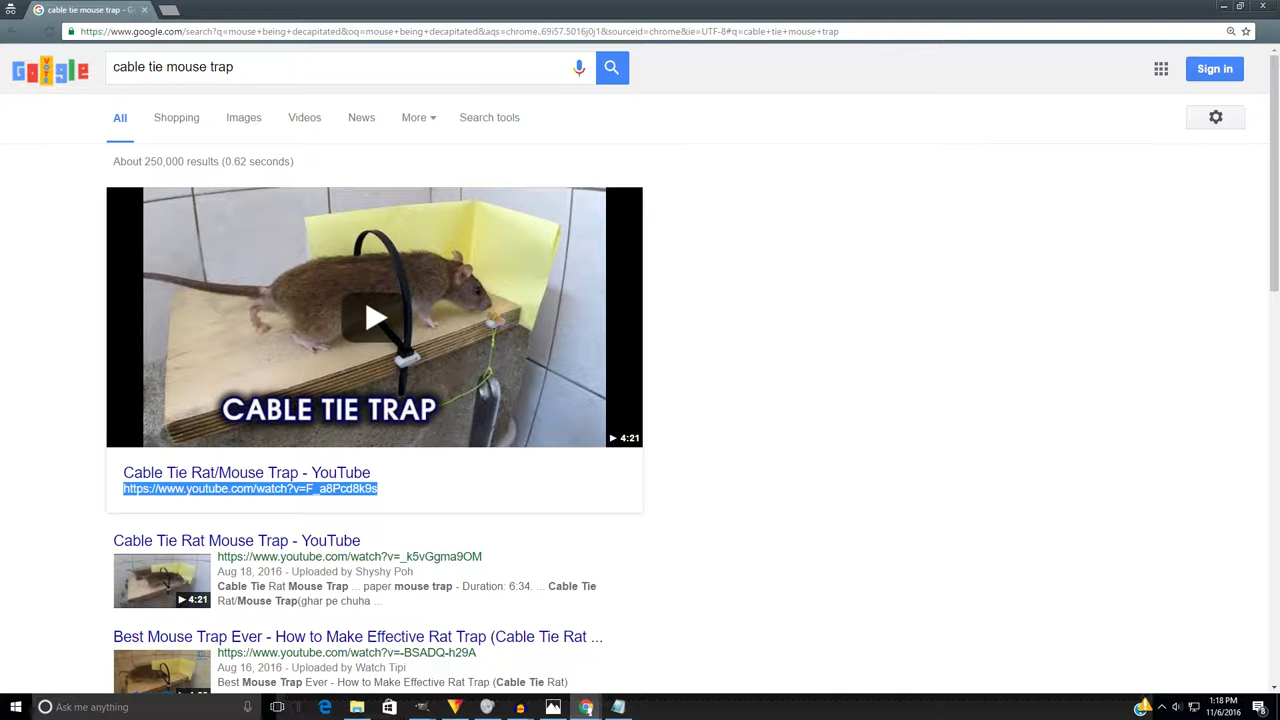 cable tie mouse trap - G
https://www.google.com/search?q=mouse+being+decapitated&oq=mouse+being+decapitated&aqs=chrome..69i57.5016j0j1&sourceid=chrome&ie=UTF-8#q=cable+tie+mouse+trap
Google
VOTE
cable tie mouse trap
Sign in
All Shopping Images Videos News More Search tools
About 250,000 results (0.62 seconds)
CABLE TIE TRAP
4:21
Cable Tie Rat/Mouse Trap - YouTube
https://www.youtube.com/watch?v=F_a8Pcd8k9s
Cable Tie Rat Mouse Trap - YouTube
https://www.youtube.com/watch?v=_k5vGgma9OM
Aug 18, 2016 - Uploaded by Shyshy Poh
Cable Tie Rat Mouse Trap ... paper mouse trap - Duration: 6:34. ... Cable Tie
4:21
Rat/Mouse Trap(ghar pe chuha ...
Best Mouse Trap Ever - How to Make Effective Rat Trap (Cable Tie Rat ...
https://www.youtube.com/watch?v=-BSADQ-h29A
Aug 16, 2016 - Uploaded by Watch Tipi
Best Mouse Trap Ever - How to Make Effective Rat Trap (Cable Tie Rat)
Ask me anything
1:18 PM
11/6/2016